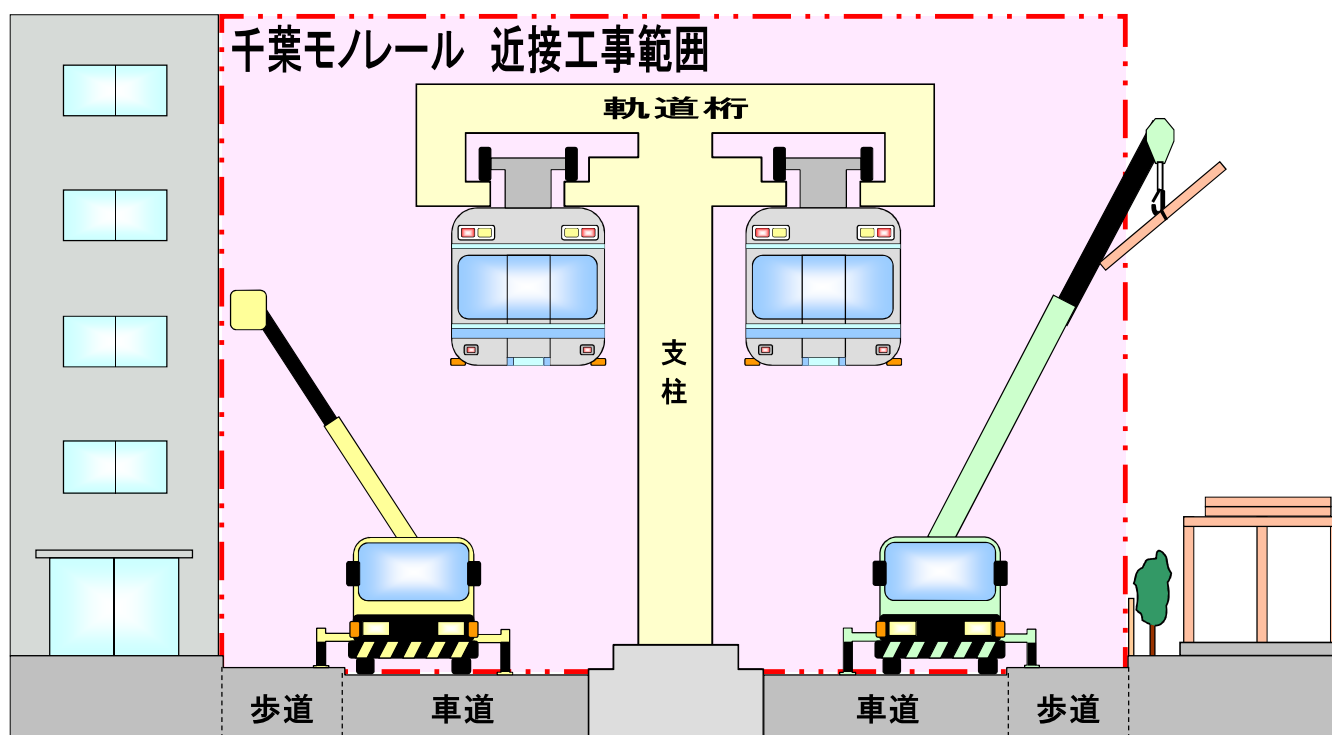 千葉モノレール 近接工事範囲
軌道桁
支柱
歩道
車道
車道
歩道